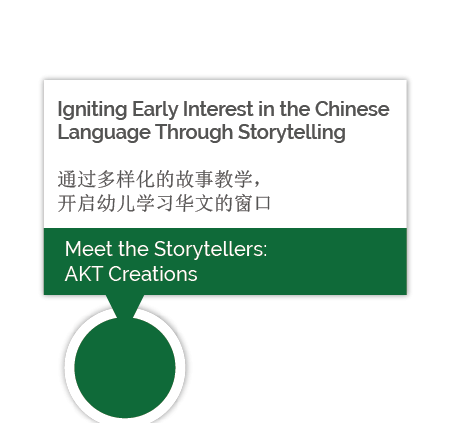 Igniting Early Interest in the Chinese
Language Through Storytelling
通过多样化的故事教学，
开启幼儿学习华文的窗口
Meet the Storytellers:
AKT Creations